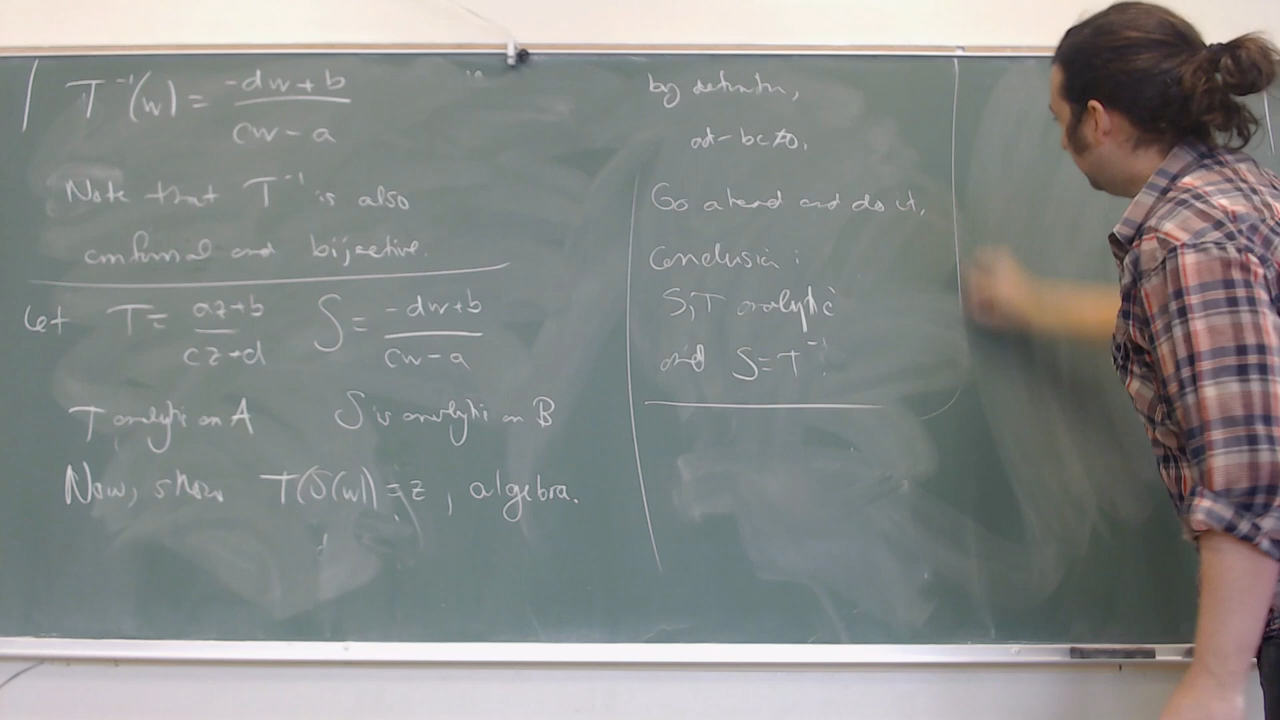 T⁻¹(w) = (-dw+b)/(cw-a)
Note that T⁻¹ is also
conformal and bijective.
Let T = (az+b)/(cz+d) S = (-dw+b)/(cw-a)
T analytic on A S is analytic on B
Now, show T(S(w)) = z, algebra.
by definition,
ad-bc≠0.
Go ahead and do it.
Conclusion:
S,T analytic
and S=T⁻¹.